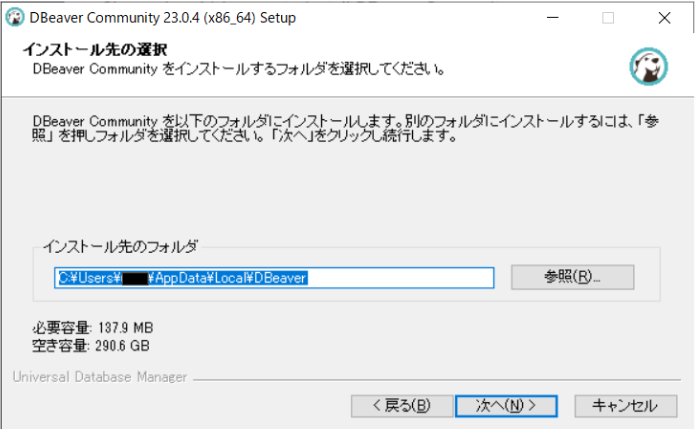 DBeaver Community 23.0.4 (x86_64) Setup
インストール先の選択
DBeaver Community をインストールするフォルダを選択してください。
DBeaver Community を以下のフォルダにインストールします。別のフォルダにインストールするには、「参
照」 を押しフォルダを選択してください。 「次へ」をクリックし続行します。
インストール先のフォルダ
C:¥Users¥ ¥AppData¥Local¥DBeaver
参照(R)...
必要容量: 137.9 MB
空き容量: 290.6 GB
Universal Database Manager
< 戻る(B)
次へ(N) >
キャンセル